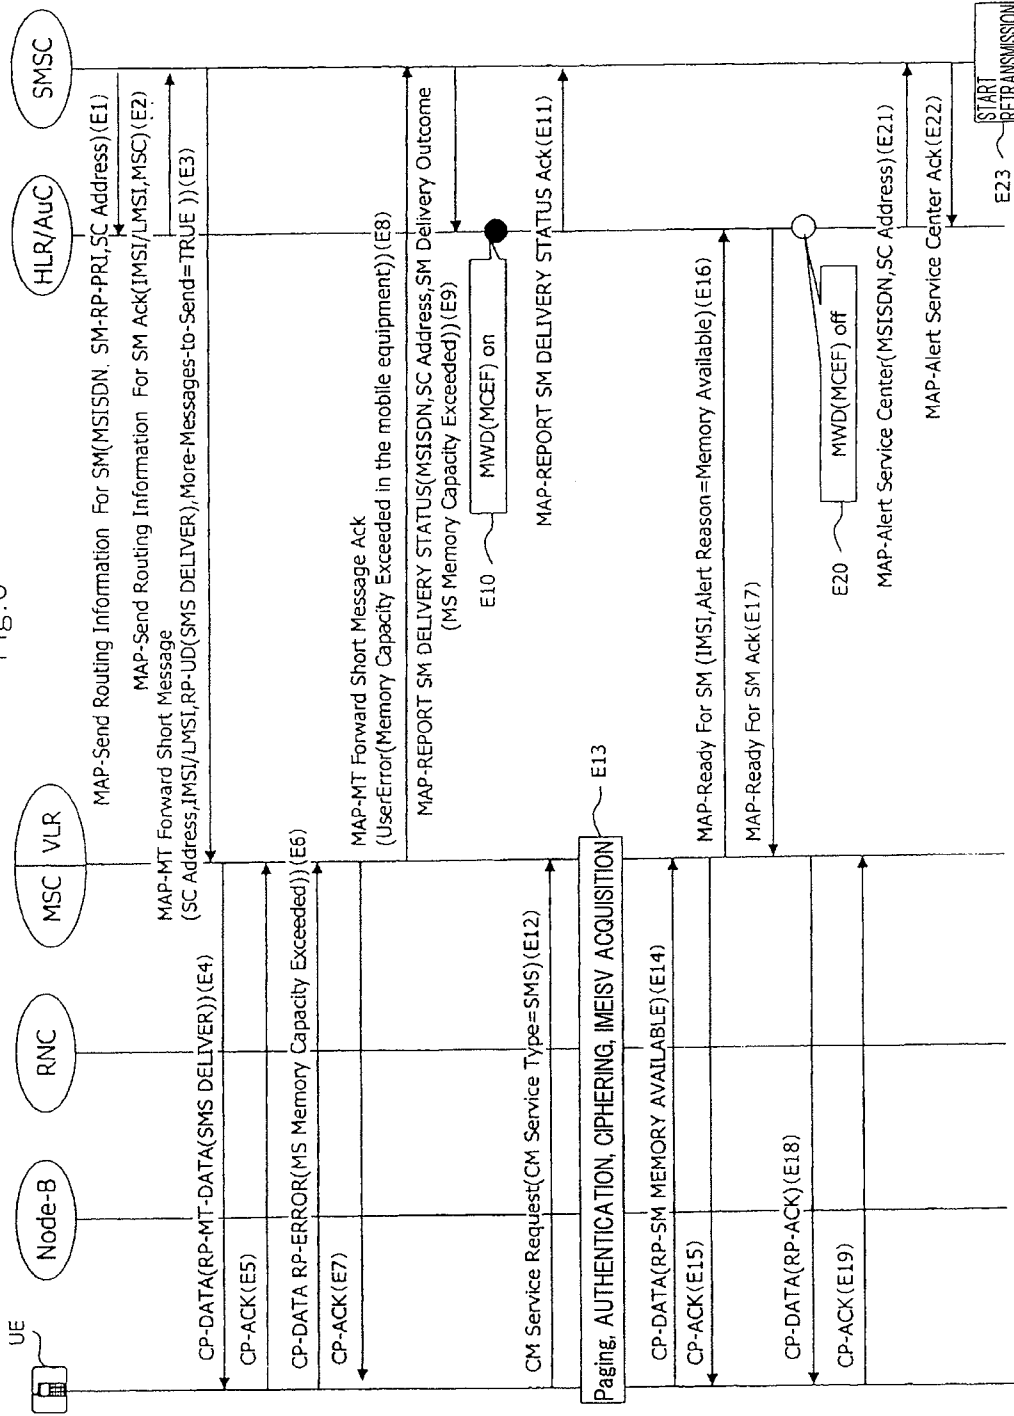 Fig.6
UE
Node-B
RNC
MSC
VLR
HLR/AuC
SMSC
MAP-Send Routing Information For SM(MSISDN. SM-RP-PRI,SC Address)(E1)
MAP-Send Routing Information For SM Ack(IMSI/LMSI,MSC)(E2)
MAP-MT Forward Short Message
(SC Address,IMSI/LMSI,RP-UD(SMS DELIVER),More-Messages-to-Send=TRUE ))(E3)
CP-DATA(RP-MT-DATA(SMS DELIVER))(E4)
CP-ACK(E5)
CP-DATA RP-ERROR(MS Memory Capacity Exceeded))(E6)
CP-ACK(E7)
MAP-MT Forward Short Message Ack
(UserError(Memory Capacity Exceeded in the mobile equipment))(E8)
MAP-REPORT SM DELIVERY STATUS(MSISDN,SC Address,SM Delivery Outcome
(MS Memory Capacity Exceeded))(E9)
MWD(MCEF) on
E10
MAP-REPORT SM DELIVERY STATUS Ack(E11)
CM Service Request(CM Service Type=SMS)(E12)
Paging, AUTHENTICATION, CIPHERING, IMEISV ACQUISITION
E13
CP-DATA(RP-SM MEMORY AVAILABLE)(E14)
CP-ACK(E15)
MAP-Ready For SM (IMSI,Alert Reason=Memory Available)(E16)
MAP-Ready For SM Ack(E17)
CP-DATA(RP-ACK)(E18)
CP-ACK(E19)
MWD(MCEF) off
E20
MAP-Alert Service Center(MSISDN,SC Address)(E21)
MAP-Alert Service Center Ack(E22)
START
RETRANSMISSION
E23